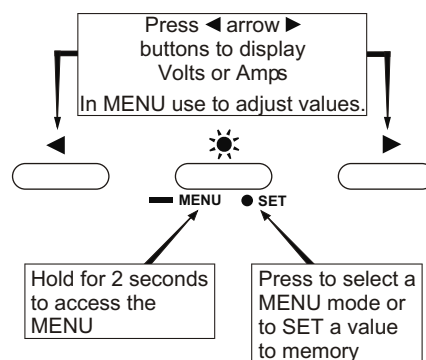 Press ◄ arrow ►
buttons to display
Volts or Amps
In MENU use to adjust values.
MENU
SET
Hold for 2 seconds
to access the
MENU
Press to select a
MENU mode or
to SET a value
to memory